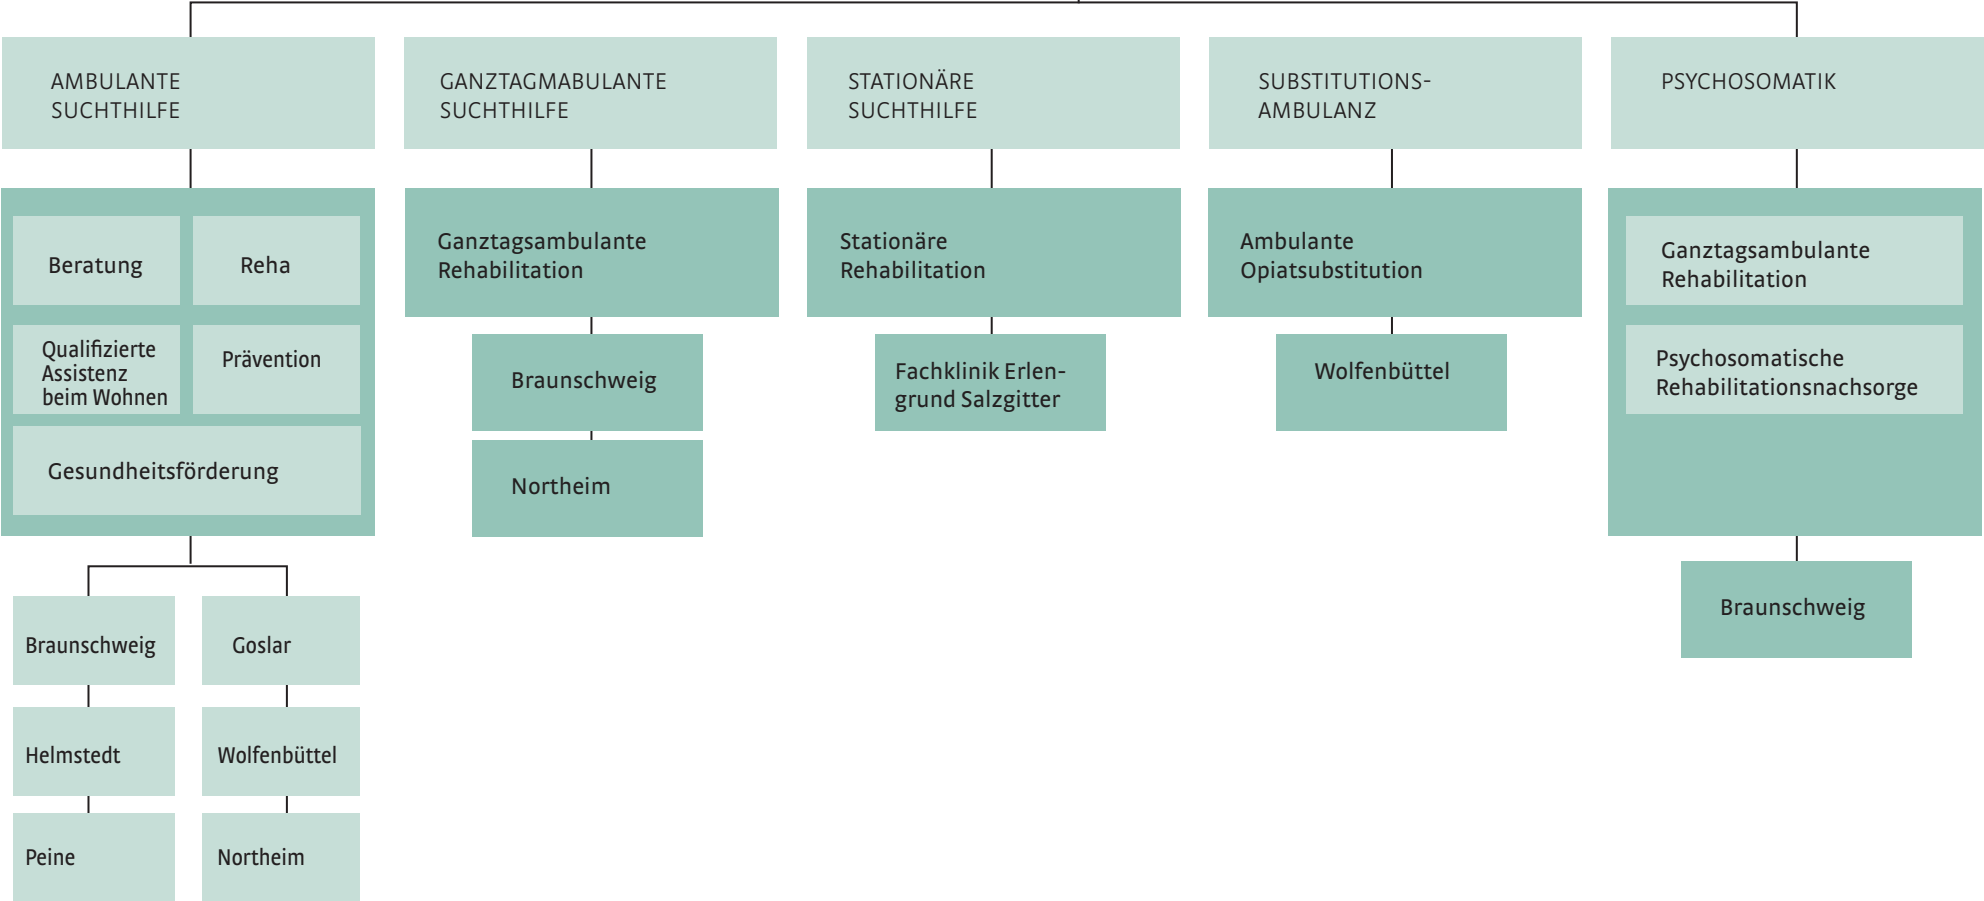 AMBULANTE
SUCHTHILFE
GANZTAGMABULANTE
SUCHTHILFE
STATIONÄRE
SUCHTHILFE
SUBSTITUTIONS-
AMBULANZ
PSYCHOSOMATIK
Beratung
Reha
Qualifizierte
Assistenz
beim Wohnen
Prävention
Gesundheitsförderung
Braunschweig
Goslar
Helmstedt
Wolfenbüttel
Peine
Northeim
Ganztagsambulante
Rehabilitation
Braunschweig
Northeim
Stationäre
Rehabilitation
Fachklinik Erlen-
grund Salzgitter
Ambulante
Opiatsubstitution
Wolfenbüttel
Ganztagsambulante
Rehabilitation
Psychosomatische
Rehabilitationsnachsorge
Braunschweig